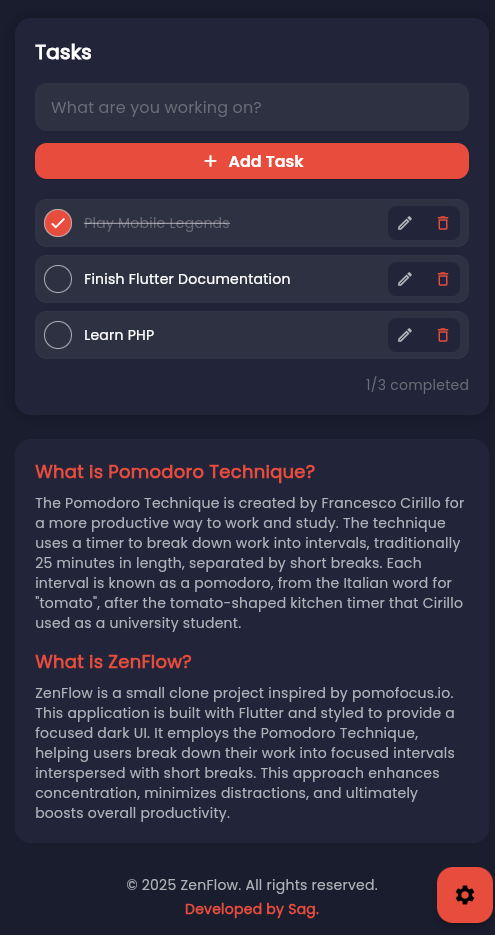 Tasks
What are you working on?
+ Add Task
Play Mobile Legends
Finish Flutter Documentation
Learn PHP
1/3 completed
What is Pomodoro Technique?
The Pomodoro Technique is created by Francesco Cirillo for
a more productive way to work and study. The technique
uses a timer to break down work into intervals, traditionally
25 minutes in length, separated by short breaks. Each
interval is known as a pomodoro, from the Italian word for
"tomato", after the tomato-shaped kitchen timer that Cirillo
used as a university student.
What is ZenFlow?
ZenFlow is a small clone project inspired by pomofocus.io.
This application is built with Flutter and styled to provide a
focused dark UI. It employs the Pomodoro Technique,
helping users break down their work into focused intervals
interspersed with short breaks. This approach enhances
concentration, minimizes distractions, and ultimately
boosts overall productivity.
© 2025 ZenFlow. All rights reserved.
Developed by Sag.